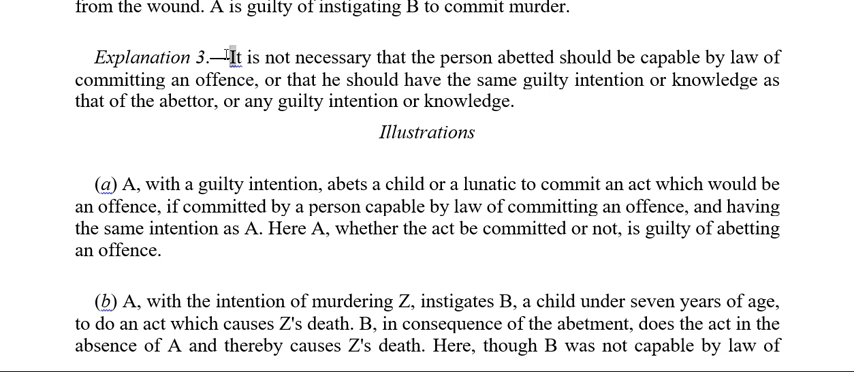 from the wound. A is guilty of instigating B to commit murder.
Explanation 3.—It is not necessary that the person abetted should be capable by law of
committing an offence, or that he should have the same guilty intention or knowledge as
that of the abettor, or any guilty intention or knowledge.
Illustrations
(a) A, with a guilty intention, abets a child or a lunatic to commit an act which would be
an offence, if committed by a person capable by law of committing an offence, and having
the same intention as A. Here A, whether the act be committed or not, is guilty of abetting
an offence.
(b) A, with the intention of murdering Z, instigates B, a child under seven years of age,
to do an act which causes Z's death. B, in consequence of the abetment, does the act in the
absence of A and thereby causes Z's death. Here, though B was not capable by law of